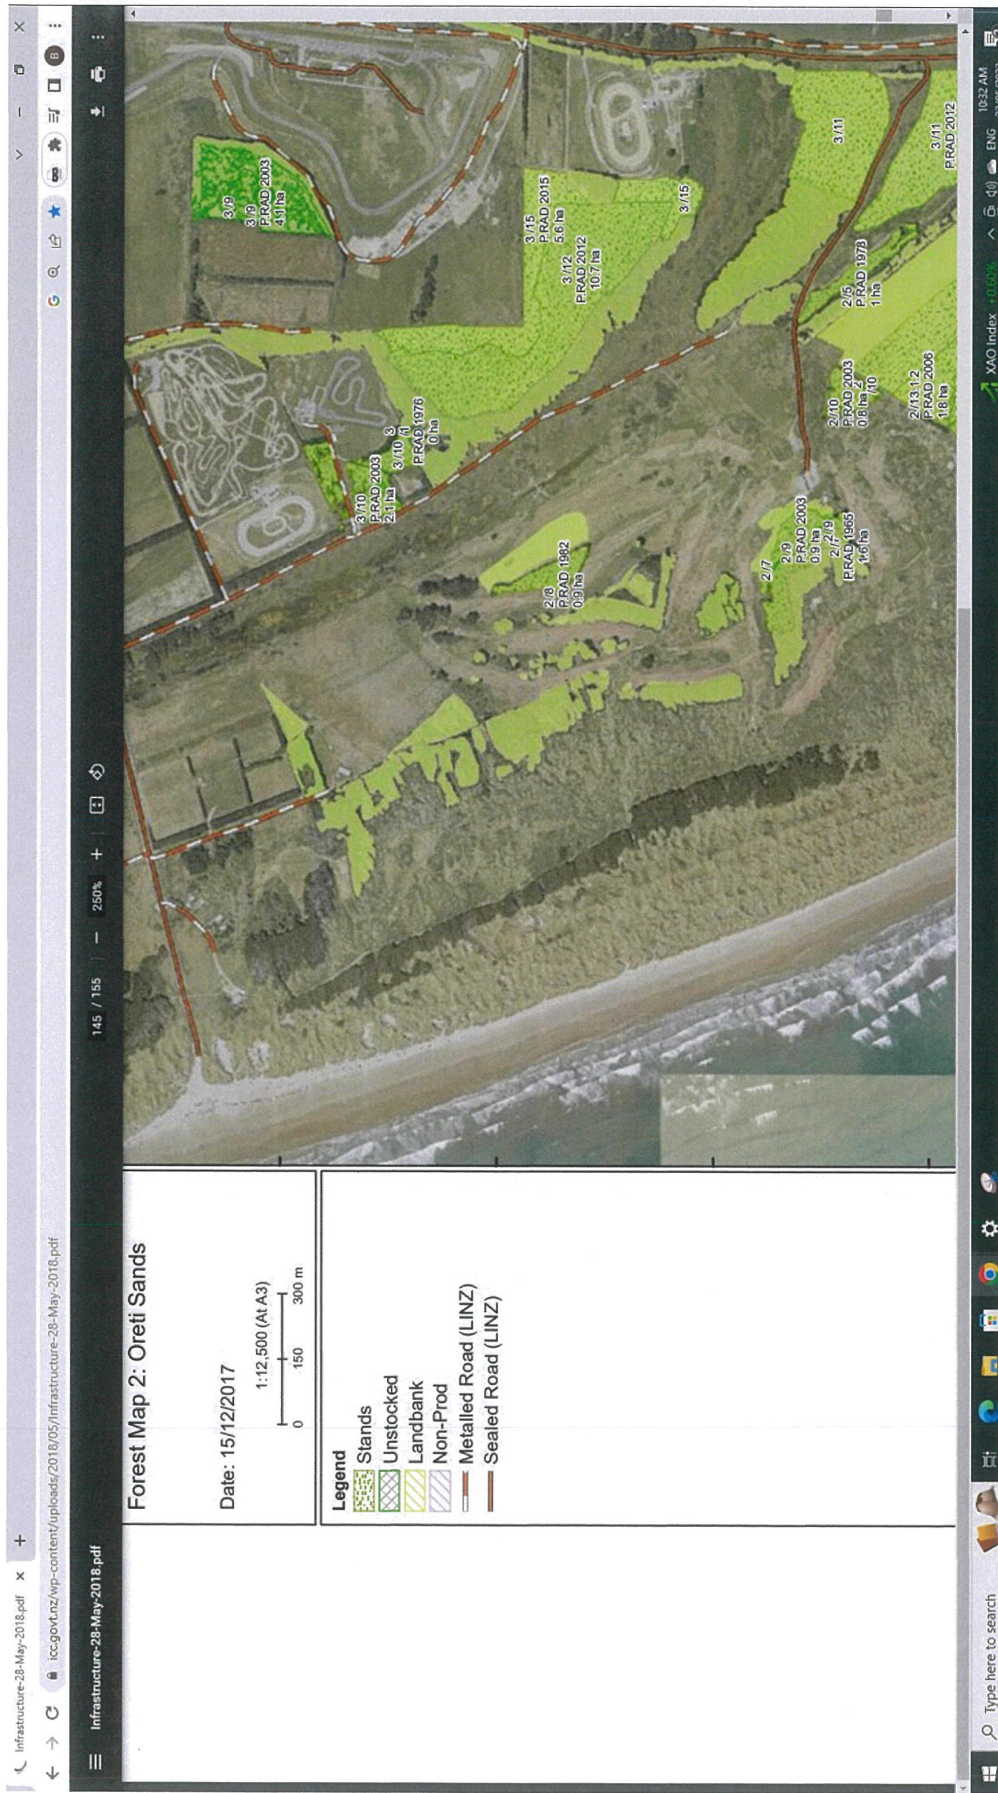 Infrastructure-28-May-2018.pdf
icc.govt.nz/wp-content/uploads/2018/05/Infrastructure-28-May-2018.pdf
G
B
Infrastructure-28-May-2018.pdf
145 / 155
250%
Forest Map 2: Oreti Sands
Date: 15/12/2017
1:12,500 (At A3)
0 150 300 m
Legend
Stands
Unstocked
Landbank
Non-Prod
Metalled Road (LINZ)
Sealed Road (LINZ)
3 /9
3 /9
P.RAD 2003
4.1 ha
3 /10
P.RAD 2003
2.1 ha
3
3 /10 /1
P.RAD 1976
0 ha
3 /15
P.RAD 2015
5.6 ha
3 /12
P.RAD 2012
10.7 ha
3 /15
2 /8
P.RAD 1982
0.9 ha
3 /11
2 /5
P.RAD 1978
1 ha
3 /11
P.RAD 2012
2 /7
2 /9
P.RAD 2003
0.9 ha
2 /9
2 /7
P.RAD 1965
1.6 ha
2 /10
P.RAD 2003
0.8 ha 2
/10
2 /13.1.2
P.RAD 2006
1.8 ha
Type here to search
XAO Index +0.60%
ENG
10:32 AM